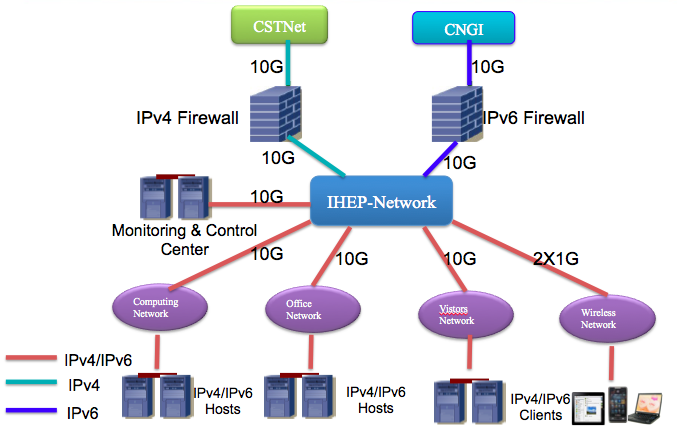 CSTNet
CNGI
10G
10G
IPv4 Firewall
IPv6 Firewall
10G
10G
IHEP-Network
10G
Monitoring & Control
Center
10G
10G
10G
2X1G
Computing
Network
Office
Network
Vistors
Network
Wireless
Network
IPv4/IPv6
IPv4
IPv6
IPv4/IPv6
Hosts
IPv4/IPv6
Hosts
IPv4/IPv6
Clients